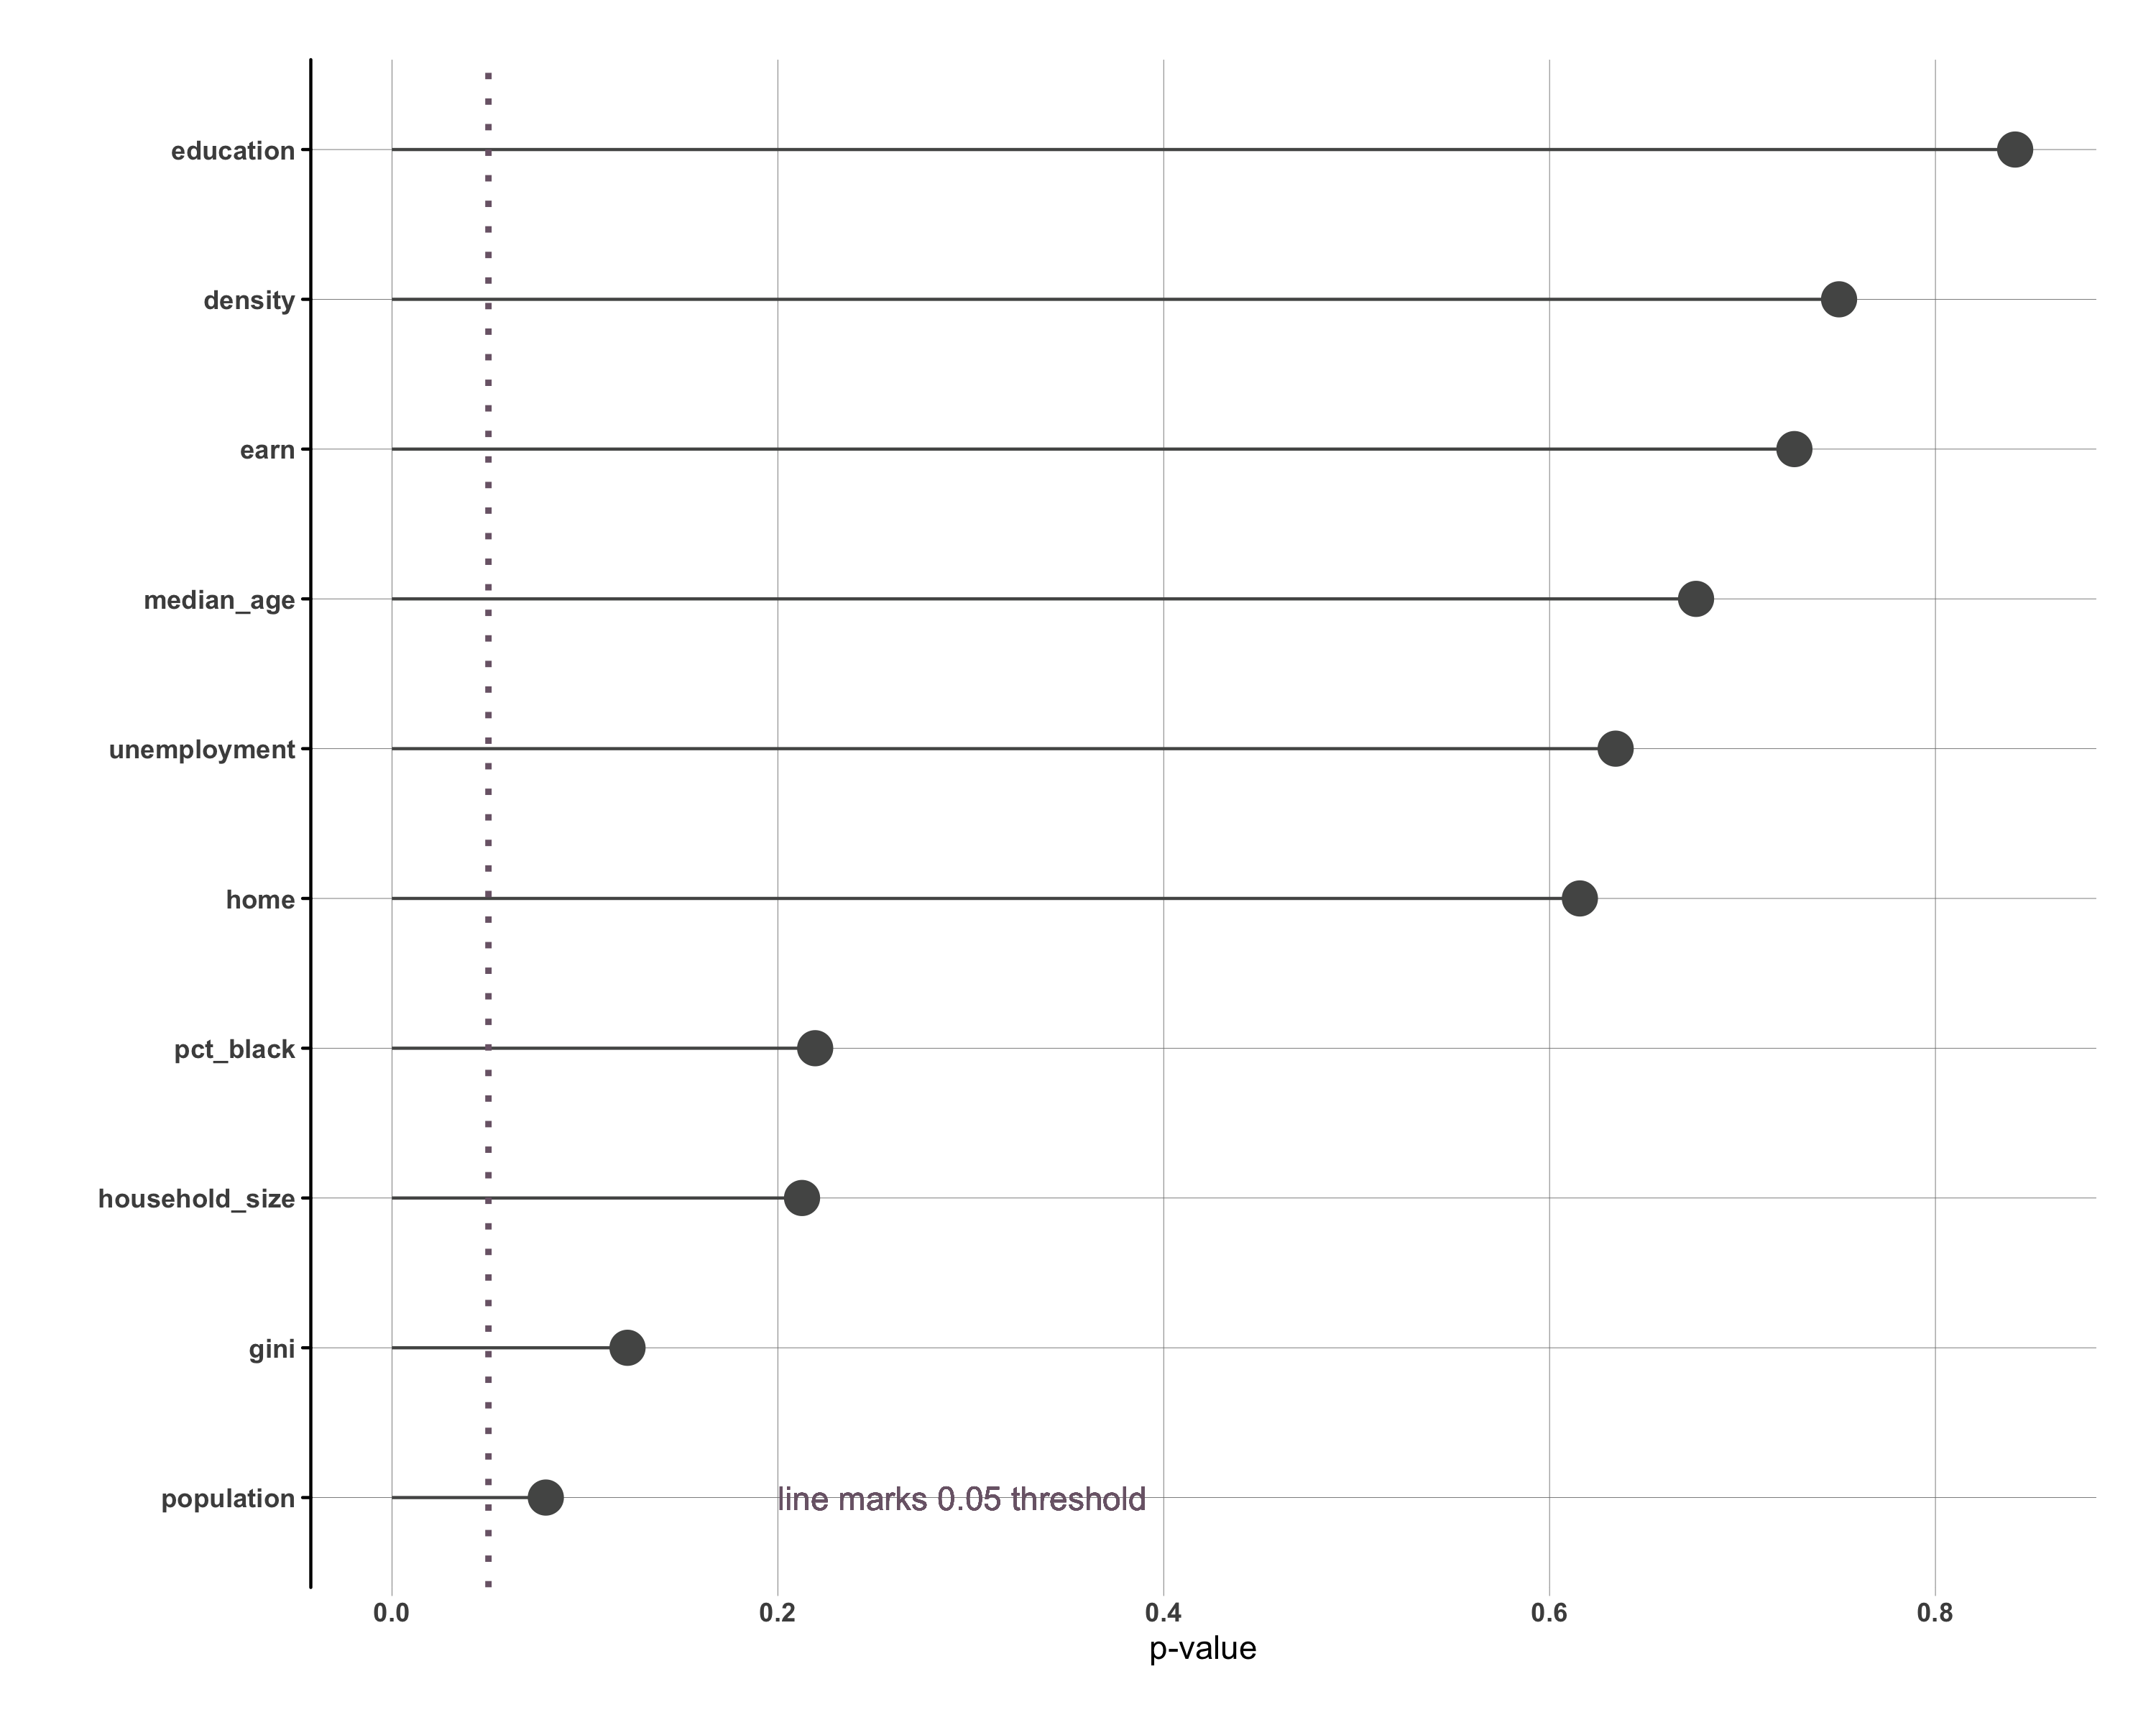 education
density
earn
median_age
unemployment
home
pct_black
household_size
gini
population
line marks 0.05 threshold
0.0 0.2 0.4 0.6 0.8
p-value